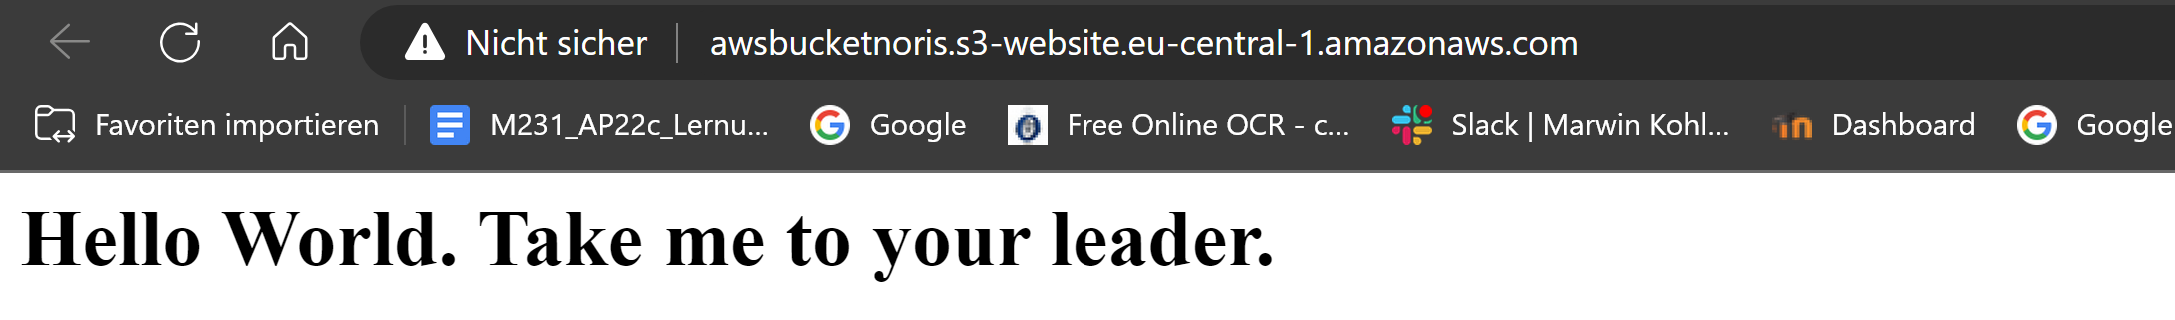 Nicht sicher awsbucketnoris.s3-website.eu-central-1.amazonaws.com
Favoriten importieren M231_AP22c_Lernu... Google Free Online OCR - c... Slack | Marwin Kohl... Dashboard Google
Hello World. Take me to your leader.